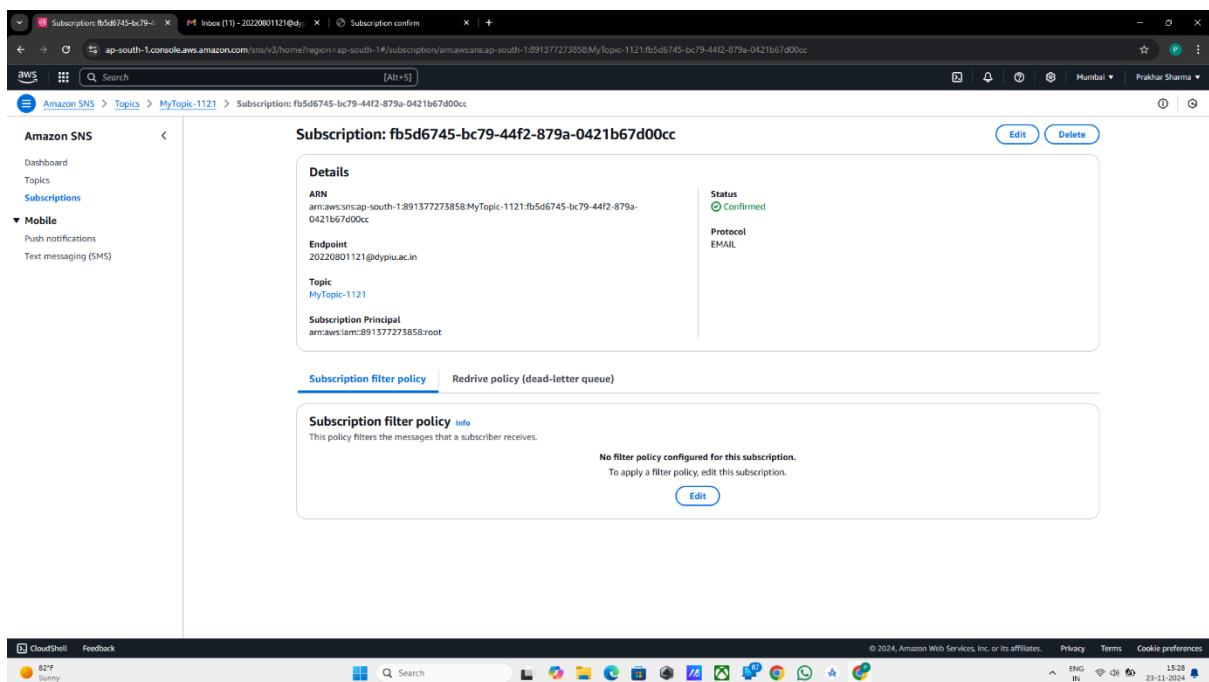 Subscription: fb5d6745-bc79-4
Inbox (11) - 20220801121@dy
Subscription confirm
ap-south-1.console.aws.amazon.com/sns/v3/home?region=ap-south-1#/subscription/arn:aws:sns:ap-south-1:891377273858:MyTopic-1121:fb5d6745-bc79-44f2-879a-0421b67d00cc
P
aws
Search
[Alt+S]
Mumbai
Prakhar Sharma
Amazon SNS > Topics > MyTopic-1121 > Subscription: fb5d6745-bc79-44f2-879a-0421b67d00cc
Amazon SNS
Dashboard
Topics
Subscriptions
Mobile
Push notifications
Text messaging (SMS)
Subscription: fb5d6745-bc79-44f2-879a-0421b67d00cc
Edit
Delete
Details
ARN
arn:aws:sns:ap-south-1:891377273858:MyTopic-1121:fb5d6745-bc79-44f2-879a-
0421b67d00cc
Endpoint
20220801121@dypiu.ac.in
Topic
MyTopic-1121
Subscription Principal
arn:aws:iam::891377273858:root
Status
Confirmed
Protocol
EMAIL
Subscription filter policy
Redrive policy (dead-letter queue)
Subscription filter policy Info
This policy filters the messages that a subscriber receives.
No filter policy configured for this subscription.
To apply a filter policy, edit this subscription.
Edit
CloudShell
Feedback
© 2024, Amazon Web Services, Inc. or its affiliates.
Privacy
Terms
Cookie preferences
82°F
Sunny
Search
ENG
IN
15:28
23-11-2024